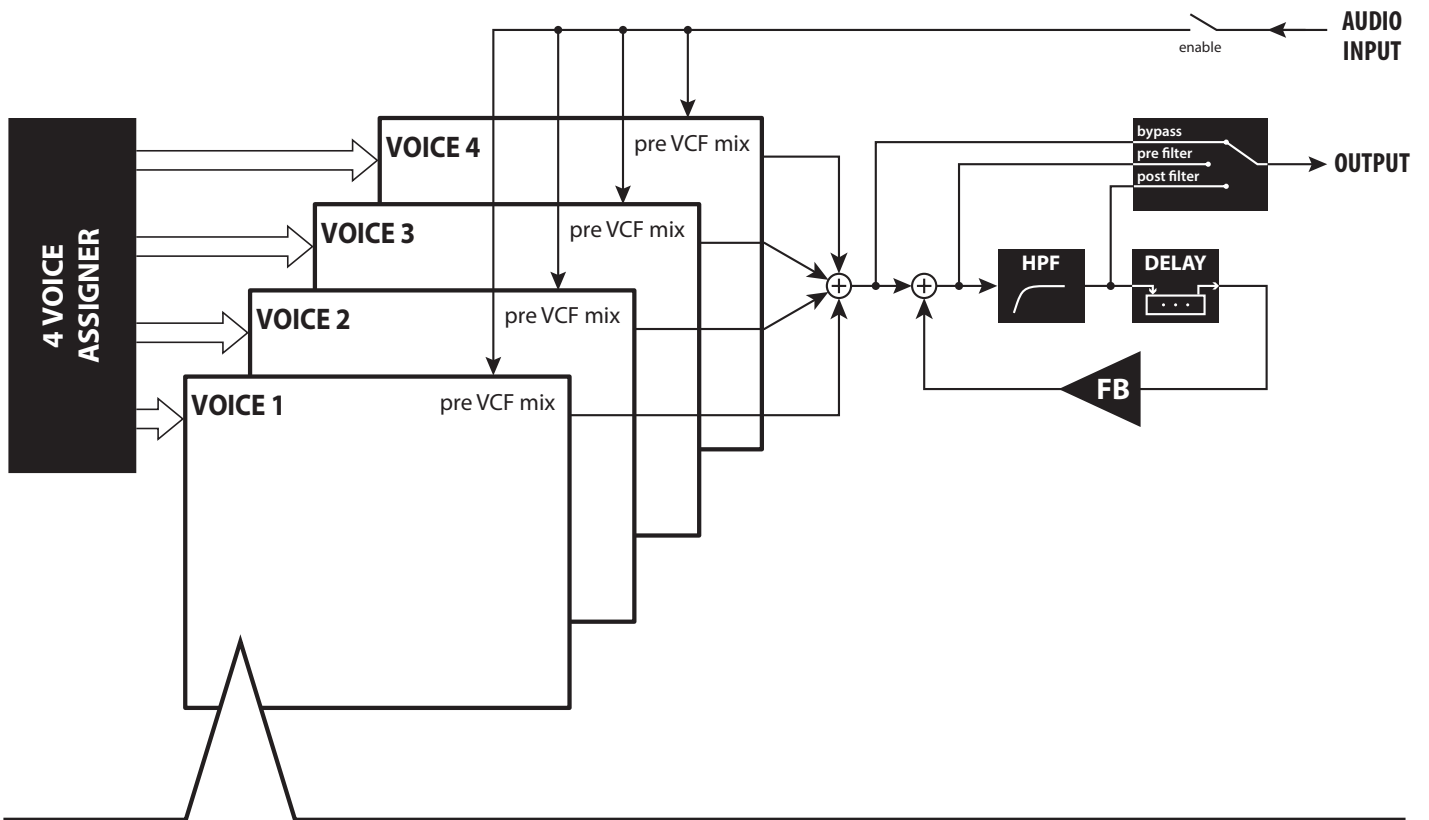 AUDIO
INPUT
enable
VOICE 4
pre VCF mix
bypass
pre filter
post filter
OUTPUT
VOICE 3
pre VCF mix
4 VOICE
ASSIGNER
HPF
DELAY
VOICE 2
pre VCF mix
FB
VOICE 1
pre VCF mix